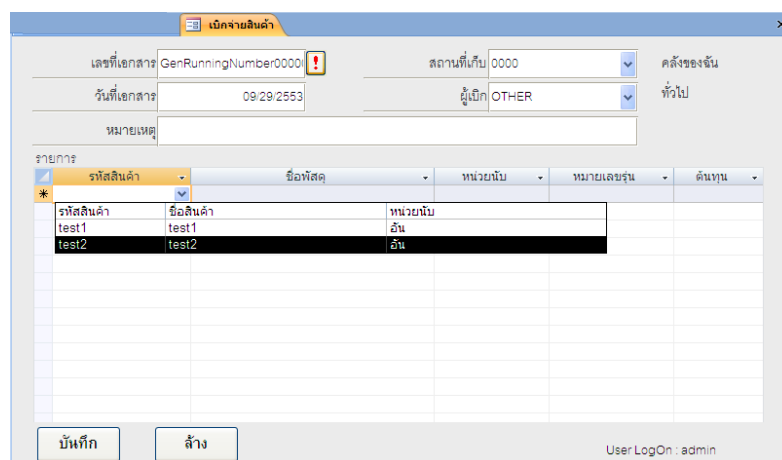 เบิกจ่ายสินค้า
เลขที่เอกสาร GenRunningNumber0000 สถานที่เก็บ 0000 คลังของฉัน
วันที่เอกสาร 09/29/2553 ผู้เบิก OTHER ทั่วไป
หมายเหตุ
รายการ
รหัสสินค้า ชื่อพัสดุ หน่วยนับ หมายเลขรุ่น ต้นทุน
รหัสสินค้า ชื่อสินค้า หน่วยนับ
test1 test1 อัน
test2 test2 อัน
บันทึก ล้าง User LogOn : admin